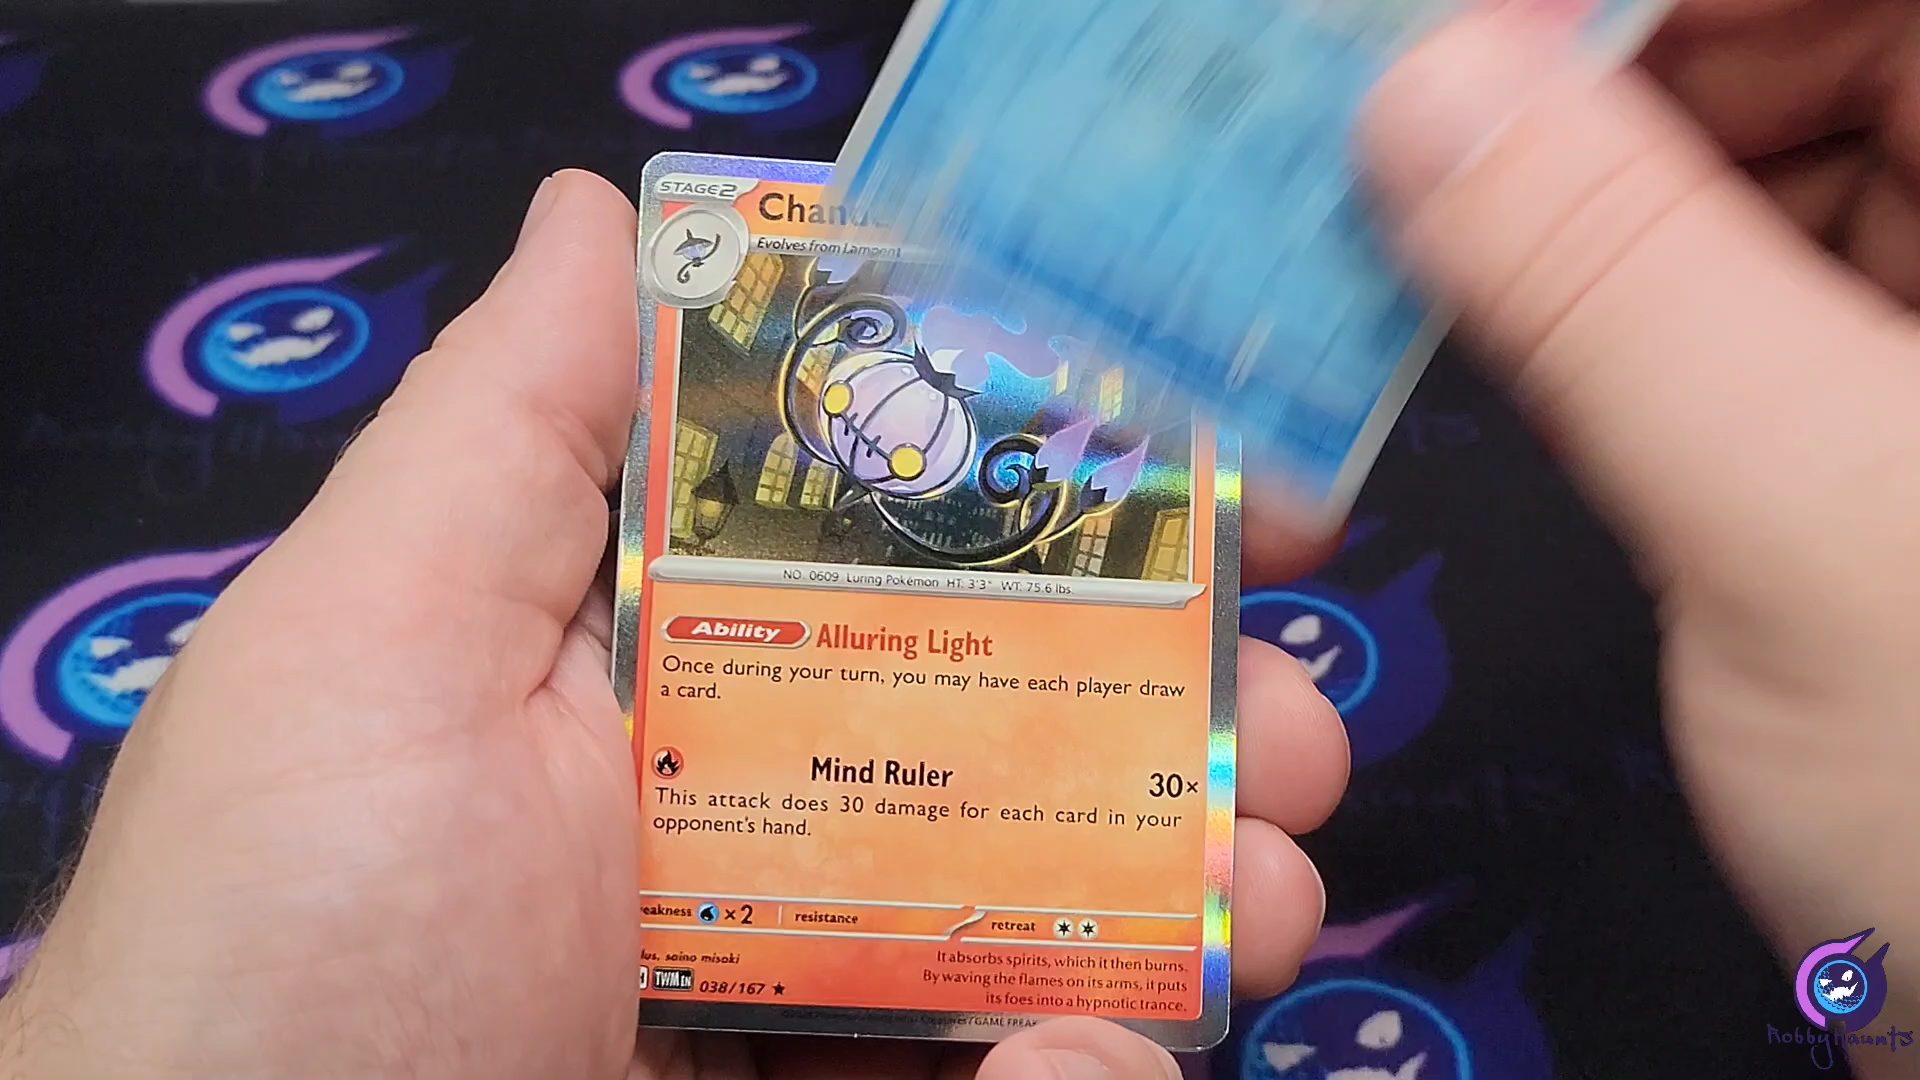 STAGE2
Evolves from Lampent
NO. 0609 Luring Pokémon HT: 3'3" WT: 75.6 lbs.
Ability Alluring Light
Once during your turn, you may have each player draw
a card.
Mind Ruler 30×
This attack does 30 damage for each card in your
opponent's hand.
eakness ×2 resistance retreat
lus. saino misaki
TWM EN 038/167 ★
It absorbs spirits, which it then burns.
By waving the flames on its arms, it puts
its foes into a hypnotic trance.
/GAME FREAK
RobbyHaunts